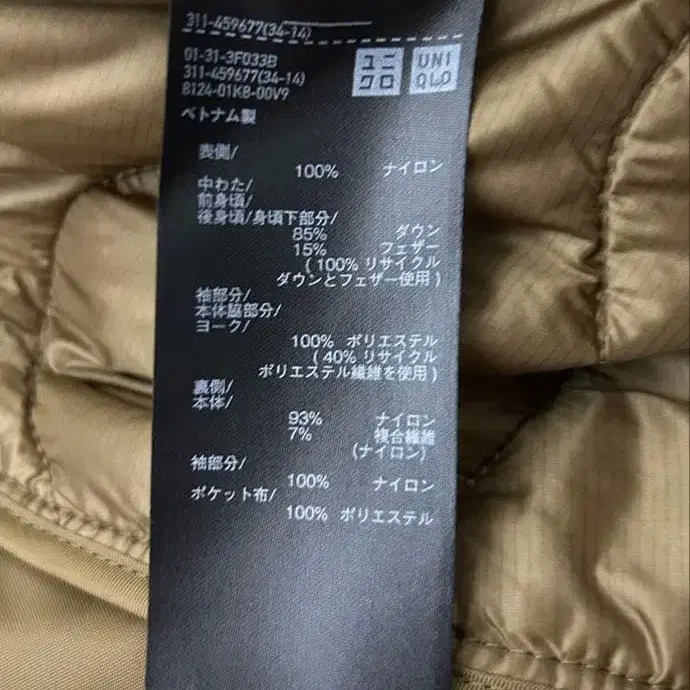 311-459677(34-14)
01-31-3F033B
311-459677(34-14)
B124-01KB-00V9
ユニ
クロ
UNI
QLO
ベトナム製
表側/
100% ナイロン
中わた/
前身頃/
後身頃/身頃下部分/
85% ダウン
15% フェザー
(100% リサイクル
ダウンとフェザー使用)
袖部分/
本体脇部分/
ヨーク/
100% ポリエステル
(40% リサイクル
ポリエステル繊維を使用)
裏側/
本体/
93% ナイロン
7% 複合繊維
(ナイロン)
袖部分/
100% ナイロン
ポケット布/
100% ポリエステル